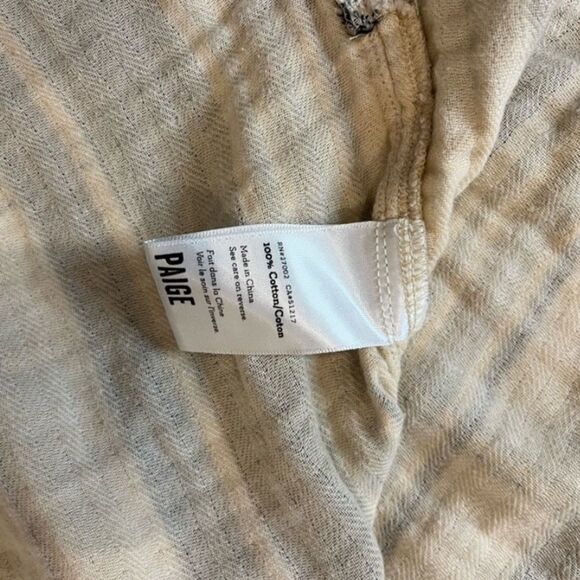 RN#37002 CA#51217
100% Cotton/Coton
Made in China
See care on reverse.
Fait dans la Chine
Voir le soin sur l'inverse.
PAIGE